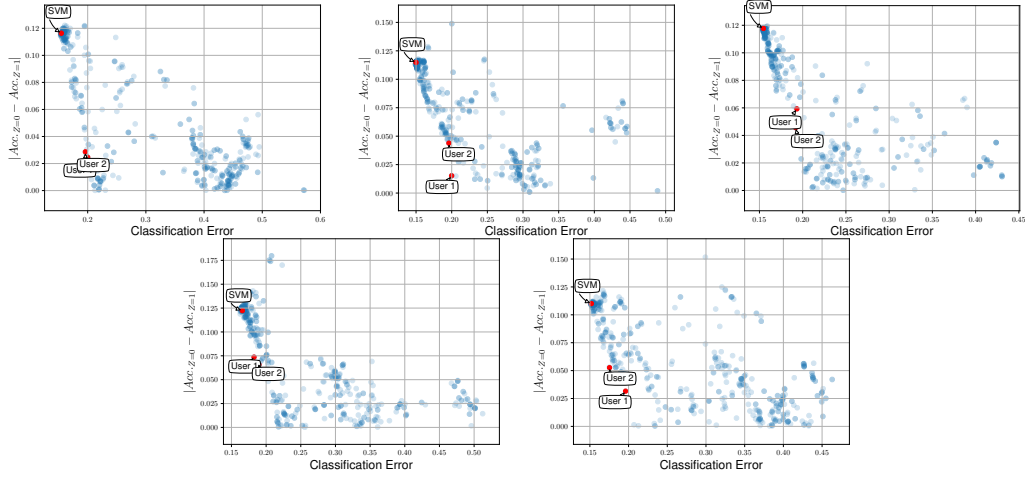 SVM
User 2
0.12
0.10
0.08
0.06
0.04
0.02
0.00
0.2 0.3 0.4 0.5 0.6
|Acc.Z=0 − Acc.Z=1|
Classification Error
SVM
User 2
User 1
0.150
0.125
0.100
0.075
0.050
0.025
0.000
0.15 0.20 0.25 0.30 0.35 0.40 0.45 0.50
|Acc.Z=0 − Acc.Z=1|
Classification Error
SVM
User 1
User 2
0.12
0.10
0.08
0.06
0.04
0.02
0.00
0.15 0.20 0.25 0.30 0.35 0.40 0.45
|Acc.Z=0 − Acc.Z=1|
Classification Error
SVM
User 1
User 2
0.175
0.150
0.125
0.100
0.075
0.050
0.025
0.000
0.15 0.20 0.25 0.30 0.35 0.40 0.45 0.50
|Acc.Z=0 − Acc.Z=1|
Classification Error
SVM
User 2
User 1
0.150
0.125
0.100
0.075
0.050
0.025
0.000
0.15 0.20 0.25 0.30 0.35 0.40 0.45
|Acc.Z=0 − Acc.Z=1|
Classification Error